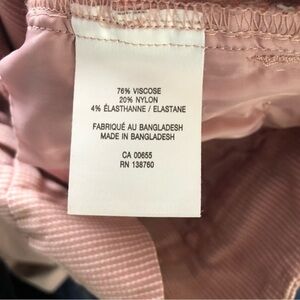 76% VISCOSE
20% NYLON
4% ÉLASTHANNE / ELASTANE
FABRIQUÉ AU BANGLADESH
MADE IN BANGLADESH
CA 00655
RN 138760